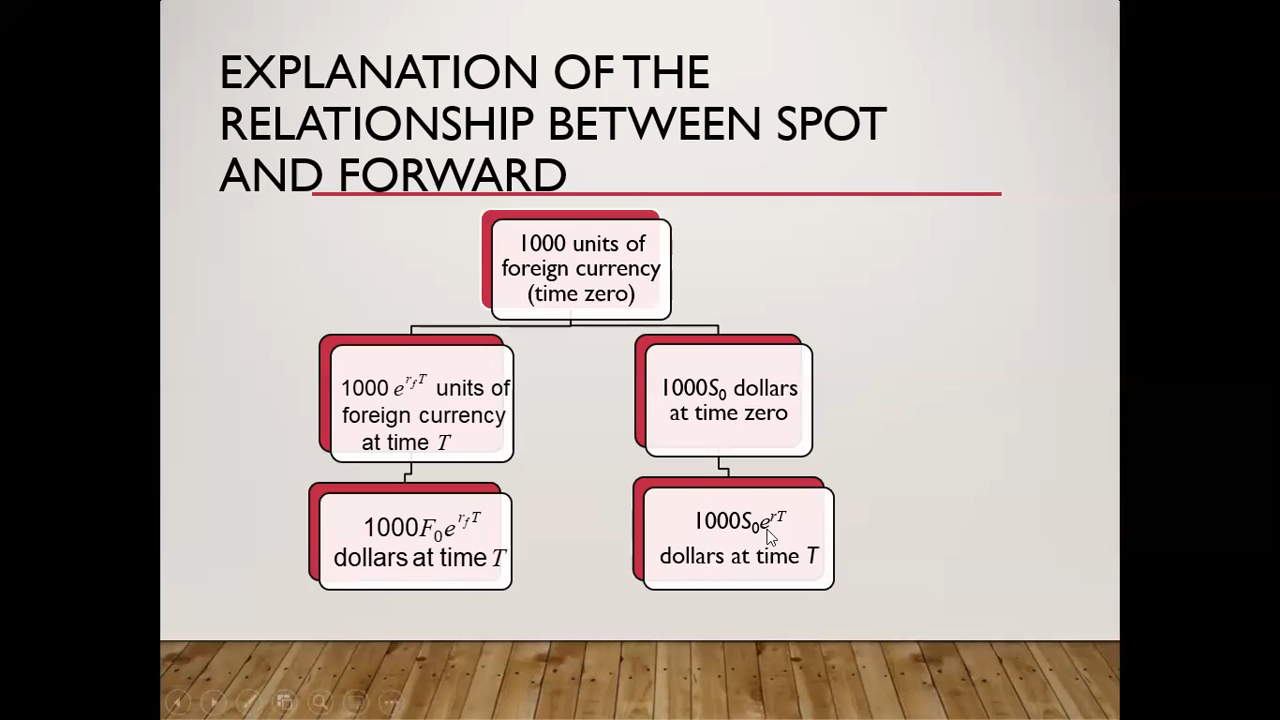 EXPLANATION OF THE
RELATIONSHIP BETWEEN SPOT
AND FORWARD
1000 units of
foreign currency
(time zero)
1000 e^{r_f T} units of
foreign currency
at time T
1000S₀ dollars
at time zero
1000F₀e^{r_f T}
dollars at time T
1000S₀e^{rT}
dollars at time T